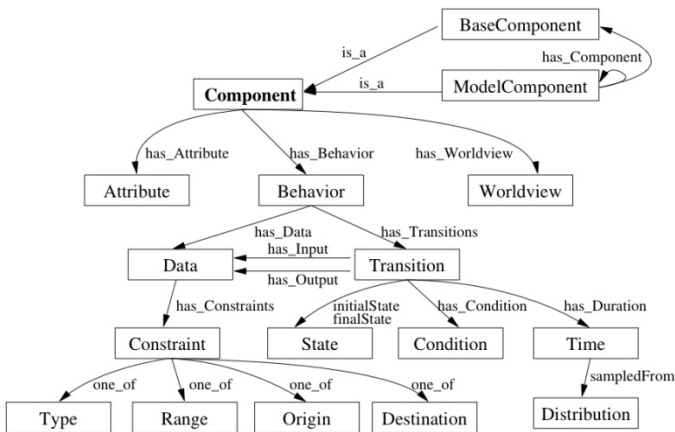 BaseComponent
is_a
has_Component
is_a
ModelComponent
Component
has_Attribute
has_Behavior
has_Worldview
Attribute
Behavior
Worldview
has_Data
has_Transitions
has_Input
Data
Transition
has_Output
has_Constraints
initialState
finalState
has_Condition
has_Duration
Constraint
State
Condition
Time
one_of
one_of
one_of
one_of
sampledFrom
Type
Range
Origin
Destination
Distribution